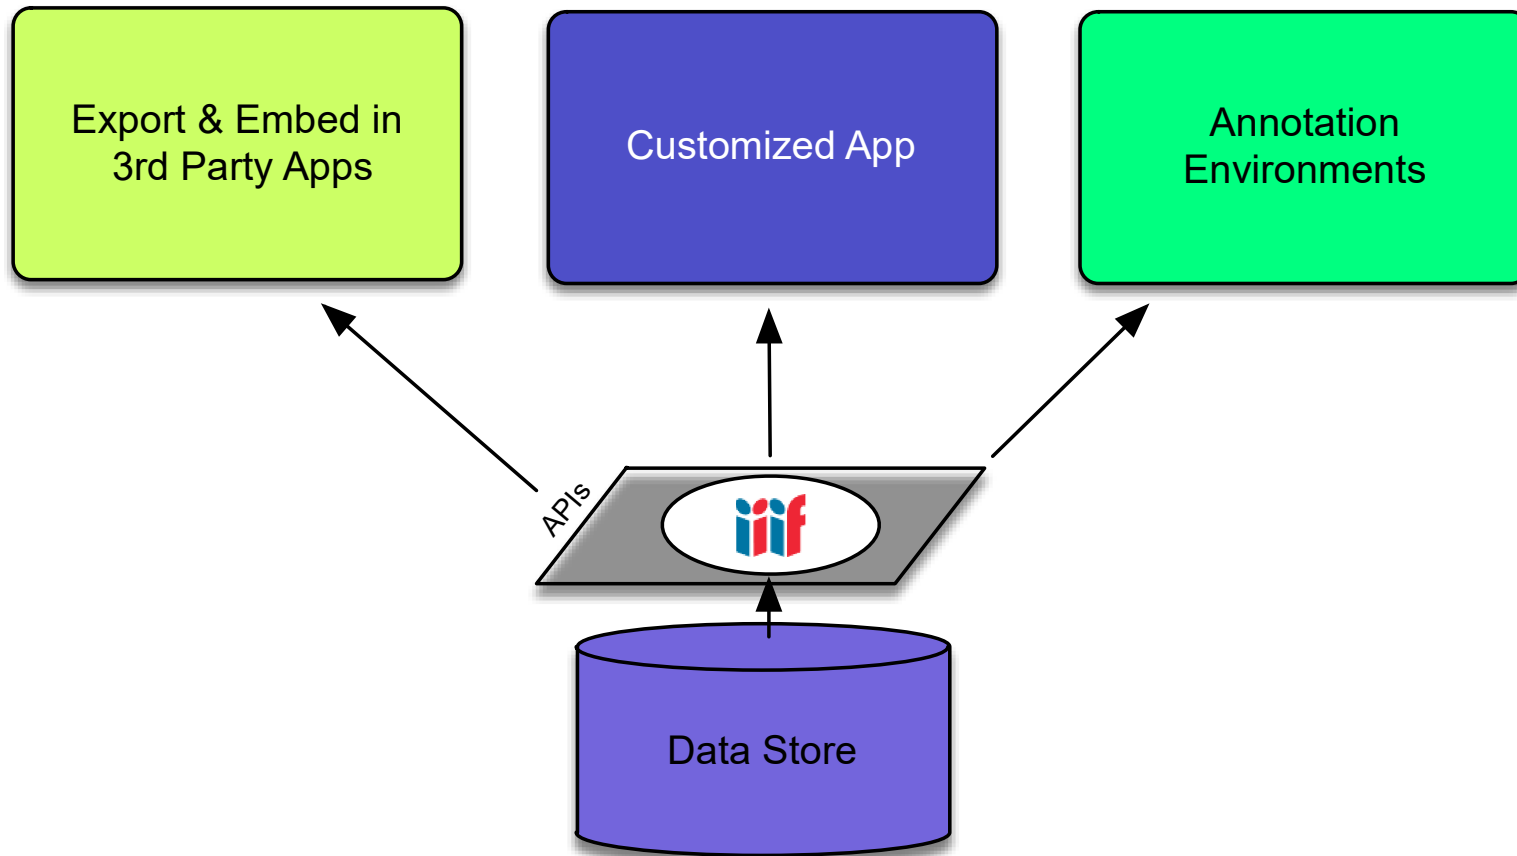 Export & Embed in
3rd Party Apps
Customized App
Annotation
Environments
APIs
iiif
Data Store